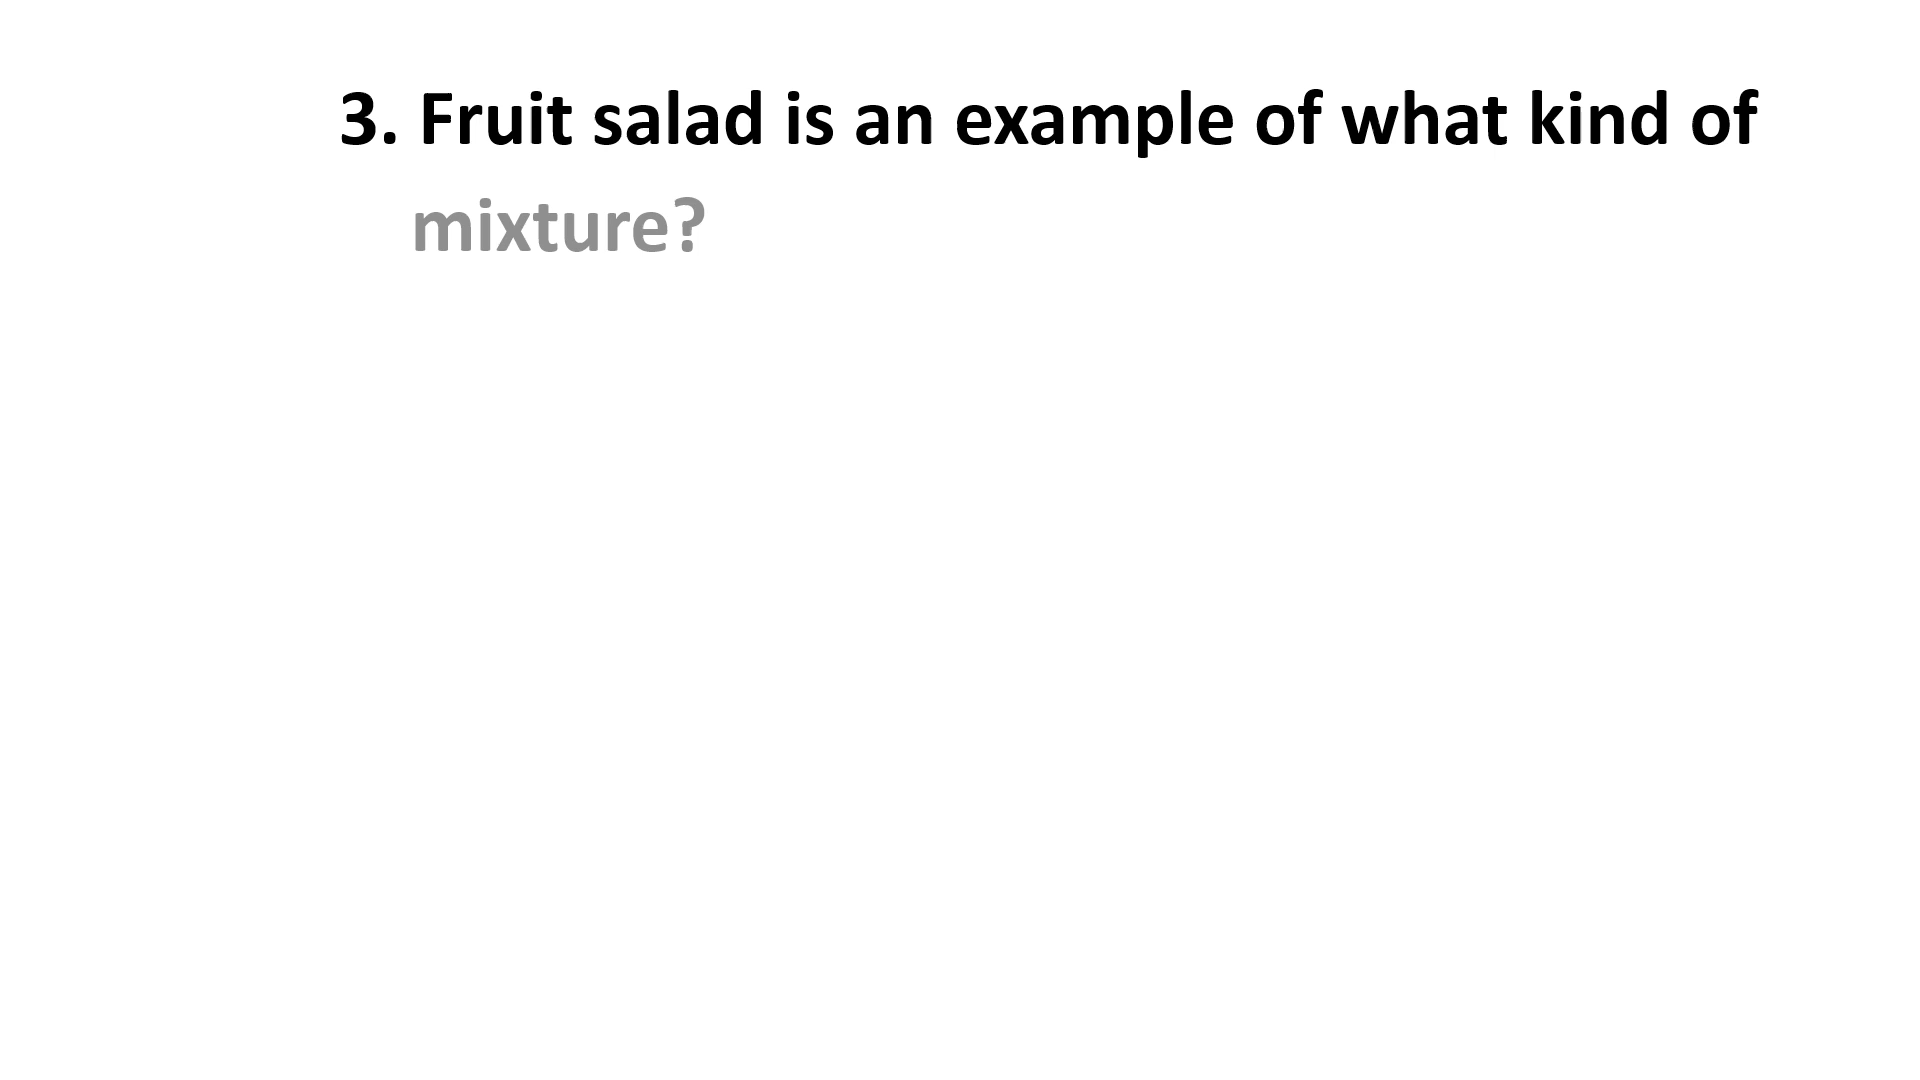 3. Fruit salad is an example of what kind of
mixture?